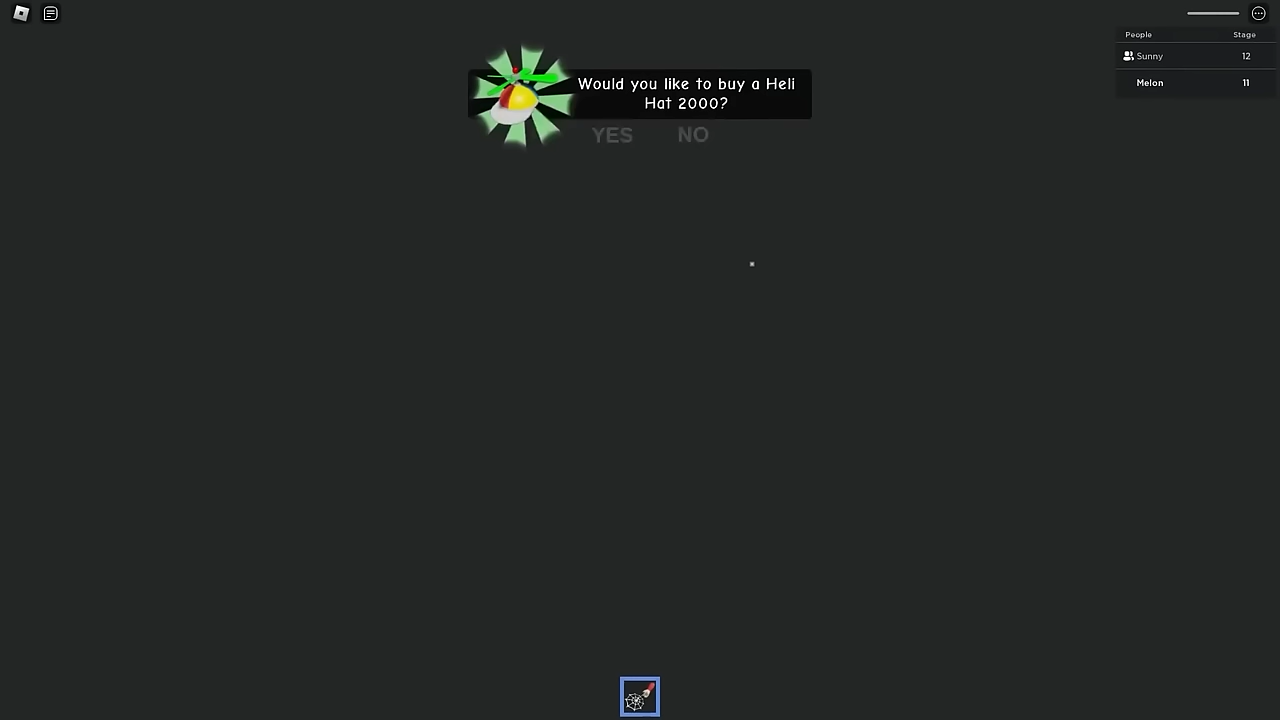 People Stage
Sunny 12
Melon 11
Would you like to buy a Heli
Hat 2000?
YES NO